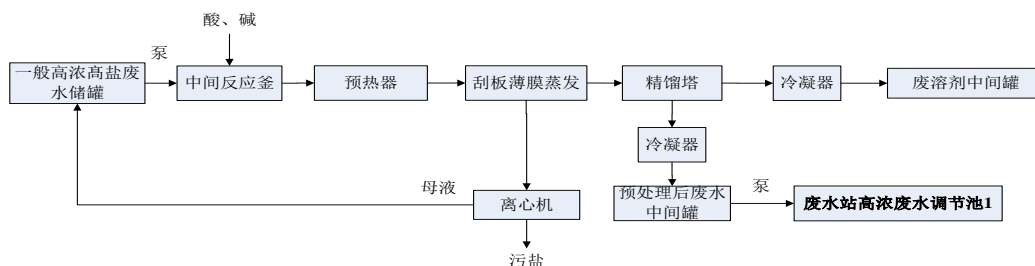 酸、碱
泵
一般高浓高盐废
水储罐
中间反应釜
预热器
刮板薄膜蒸发
精馏塔
冷凝器
废溶剂中间罐
冷凝器
母液
离心机
预处理后废水
中间罐
泵
废水站高浓废水调节池1
污盐